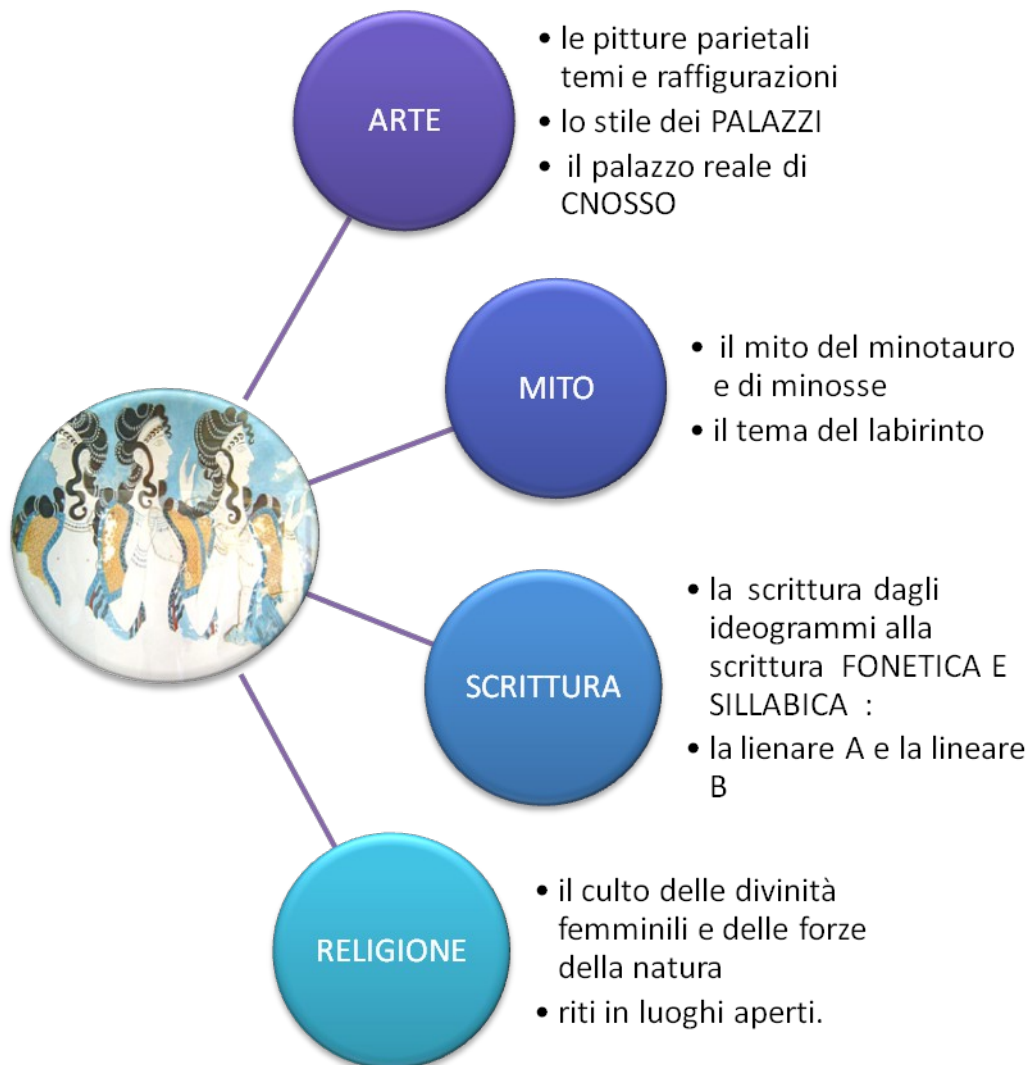 ARTE
• le pitture parietali
temi e raffigurazioni
• lo stile dei PALAZZI
• il palazzo reale di
CNOSSO
MITO
• il mito del minotauro
e di minosse
• il tema del labirinto
SCRITTURA
• la scrittura dagli
ideogrammi alla
scrittura FONETICA E
SILLABICA :
• la lienare A e la lineare
B
RELIGIONE
• il culto delle divinità
femminili e delle forze
della natura
• riti in luoghi aperti.